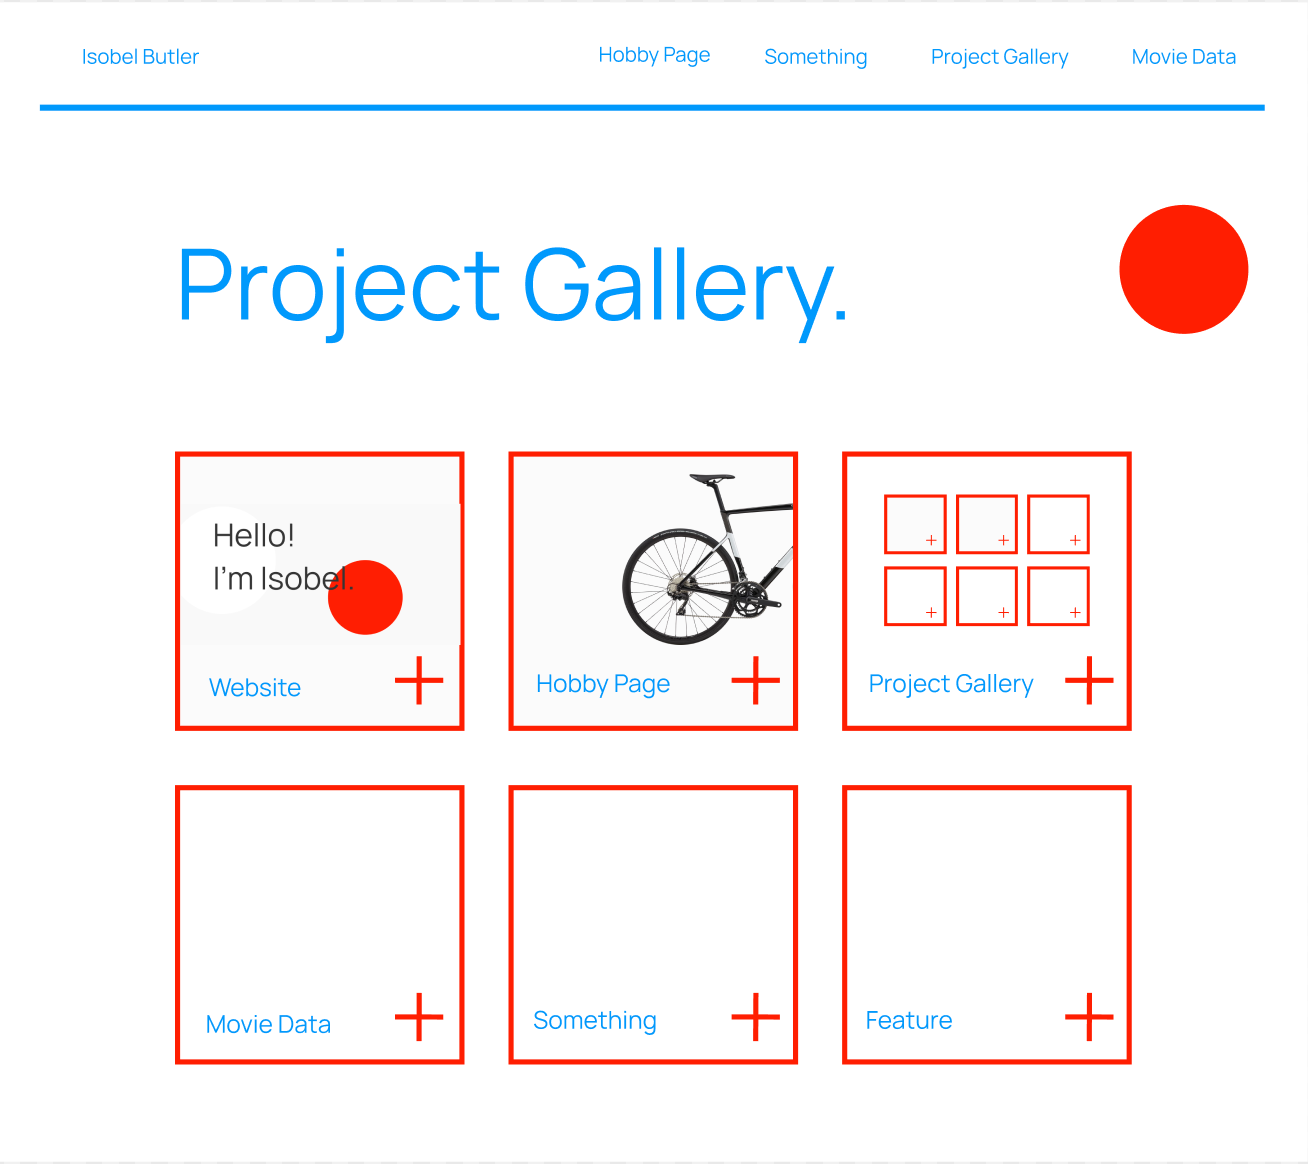 Isobel Butler
Hobby Page
Something
Project Gallery
Movie Data
Project Gallery.
Hello!
I'm Isobel.
Website
Hobby Page
Project Gallery
Movie Data
Something
Feature